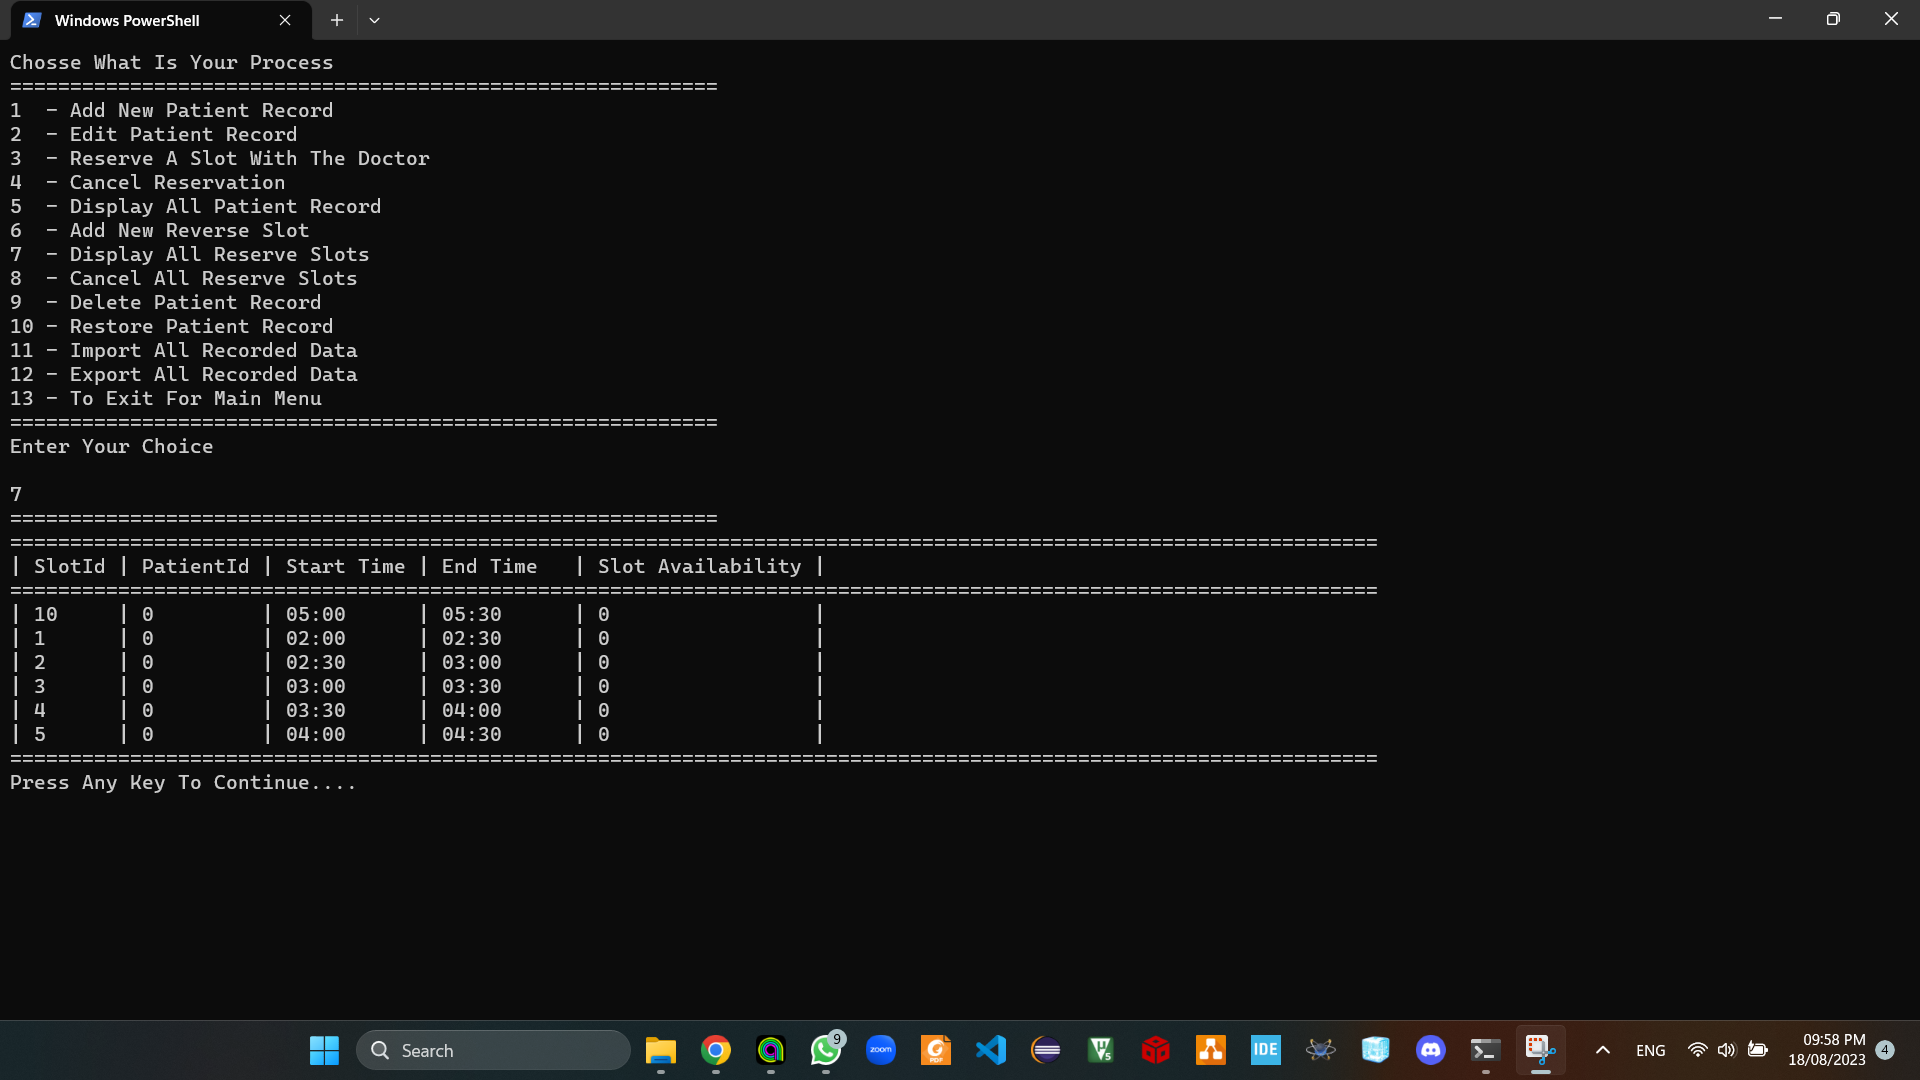 Windows PowerShell
Chosse What Is Your Process
===========================================================
1  - Add New Patient Record
2  - Edit Patient Record
3  - Reserve A Slot With The Doctor
4  - Cancel Reservation
5  - Display All Patient Record
6  - Add New Reverse Slot
7  - Display All Reserve Slots
8  - Cancel All Reserve Slots
9  - Delete Patient Record
10 - Restore Patient Record
11 - Import All Recorded Data
12 - Export All Recorded Data
13 - To Exit For Main Menu
===========================================================
Enter Your Choice
7
===========================================================
==================================================================================================================
| SlotId | PatientId | Start Time | End Time   | Slot Availability |
==================================================================================================================
| 10     | 0         | 05:00      | 05:30      | 0                 |
| 1      | 0         | 02:00      | 02:30      | 0                 |
| 2      | 0         | 02:30      | 03:00      | 0                 |
| 3      | 0         | 03:00      | 03:30      | 0                 |
| 4      | 0         | 03:30      | 04:00      | 0                 |
| 5      | 0         | 04:00      | 04:30      | 0                 |
==================================================================================================================
Press Any Key To Continue....
Search
9
zoom
PDF
5
IDE
ENG
09:58 PM
18/08/2023
4